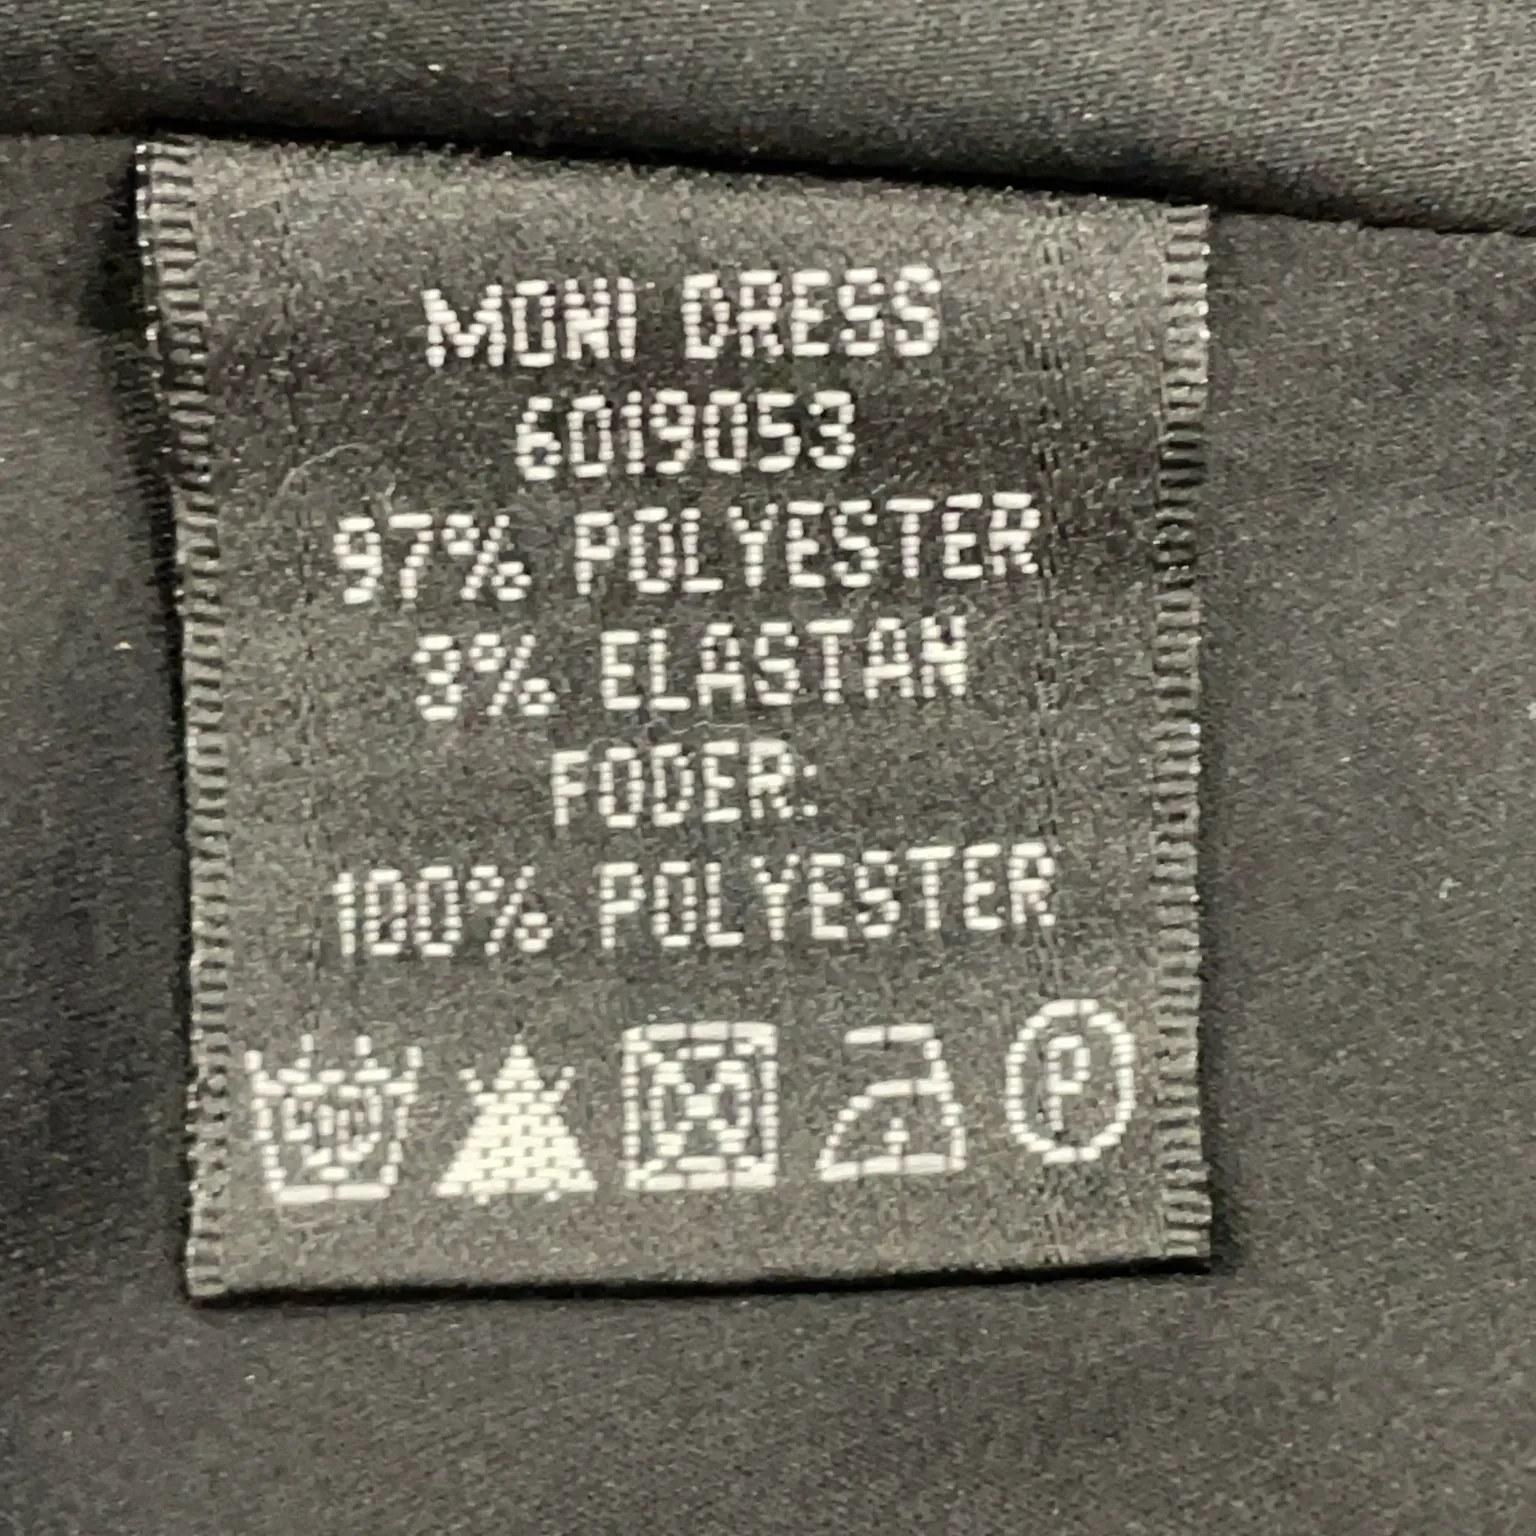 MONI DRESS
6019053
97% POLYESTER
3% ELASTAN
FODER:
100% POLYESTER
P